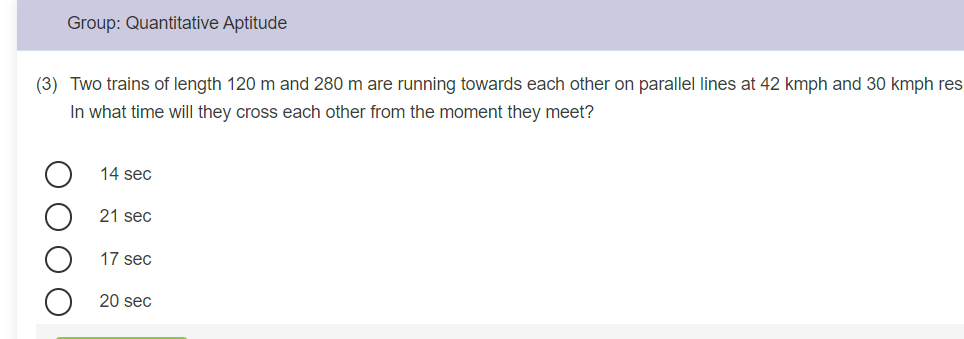 Group: Quantitative Aptitude
(3) Two trains of length 120 m and 280 m are running towards each other on parallel lines at 42 kmph and 30 kmph res
In what time will they cross each other from the moment they meet?
14 sec
21 sec
17 sec
20 sec